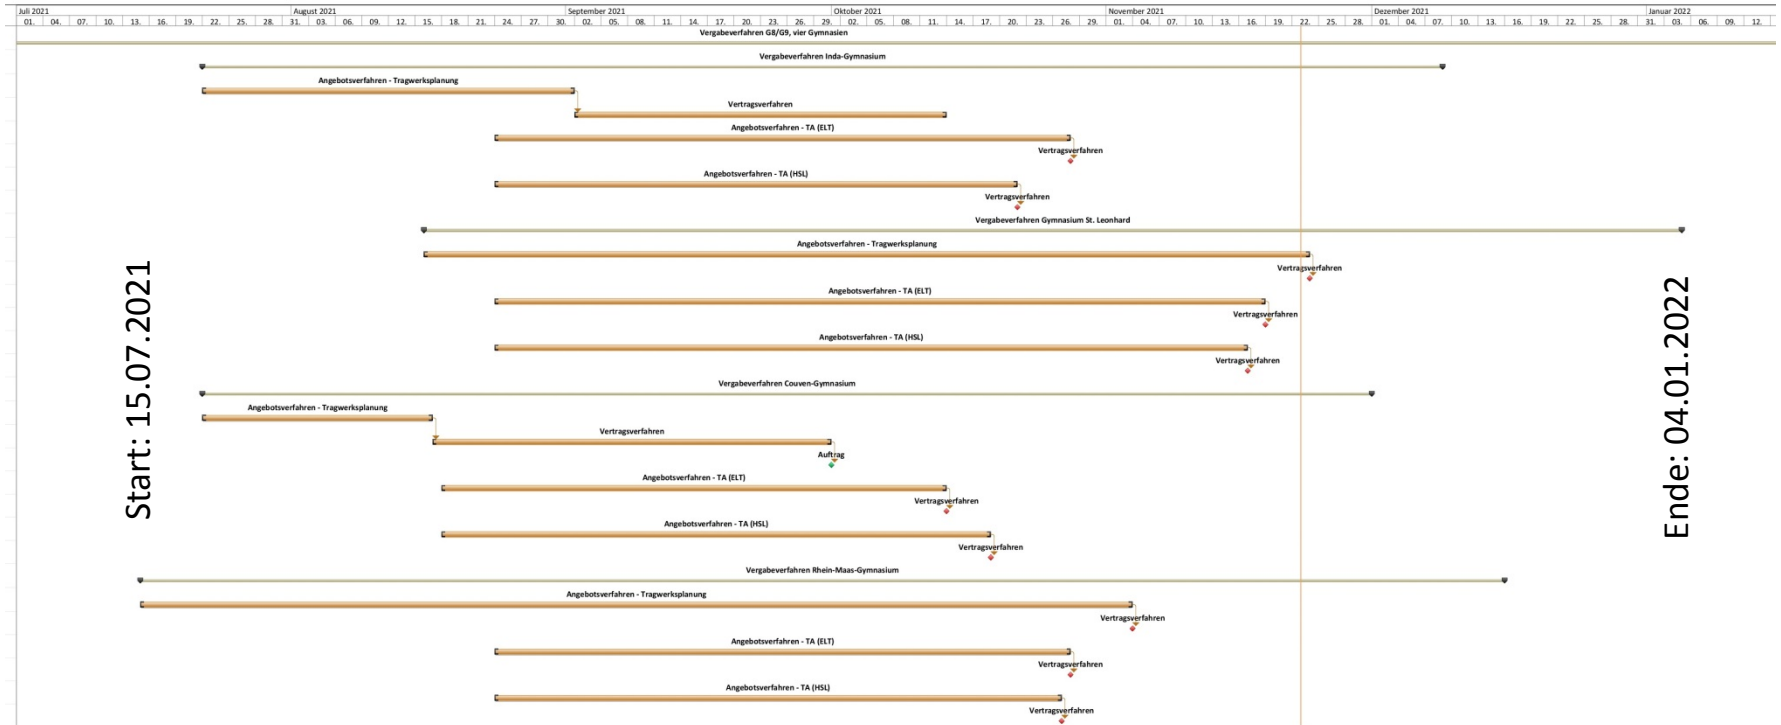 Juli 2021 August 2021 September 2021 Oktober 2021 November 2021 Dezember 2021 Januar 2022
01. 04. 07. 10. 13. 16. 19. 22. 25. 28. 31. 03. 06. 09. 12. 15. 18. 21. 24. 27. 30. 02. 05. 08. 11. 14. 17. 20. 23. 26. 29. 02. 05. 08. 11. 14. 17. 20. 23. 26. 29. 01. 04. 07. 10. 13. 16. 19. 22. 25. 28. 01. 04. 07. 10. 13. 16. 19. 22. 25. 28. 31. 03. 06. 09. 12.
Vergabeverfahren G8/G9, vier Gymnasien
Vergabeverfahren Inda-Gymnasium
Angebotsverfahren - Tragwerksplanung
Vertragsverfahren
Angebotsverfahren - TA (ELT)
Vertragsverfahren
Angebotsverfahren - TA (HSL)
Vertragsverfahren
Vergabeverfahren Gymnasium St. Leonhard
Angebotsverfahren - Tragwerksplanung
Vertragsverfahren
Angebotsverfahren - TA (ELT)
Vertragsverfahren
Angebotsverfahren - TA (HSL)
Vertragsverfahren
Vergabeverfahren Couven-Gymnasium
Angebotsverfahren - Tragwerksplanung
Vertragsverfahren
Auftrag
Angebotsverfahren - TA (ELT)
Vertragsverfahren
Angebotsverfahren - TA (HSL)
Vertragsverfahren
Vergabeverfahren Rhein-Maas-Gymnasium
Angebotsverfahren - Tragwerksplanung
Vertragsverfahren
Angebotsverfahren - TA (ELT)
Vertragsverfahren
Angebotsverfahren - TA (HSL)
Vertragsverfahren
Start: 15.07.2021
Ende: 04.01.2022